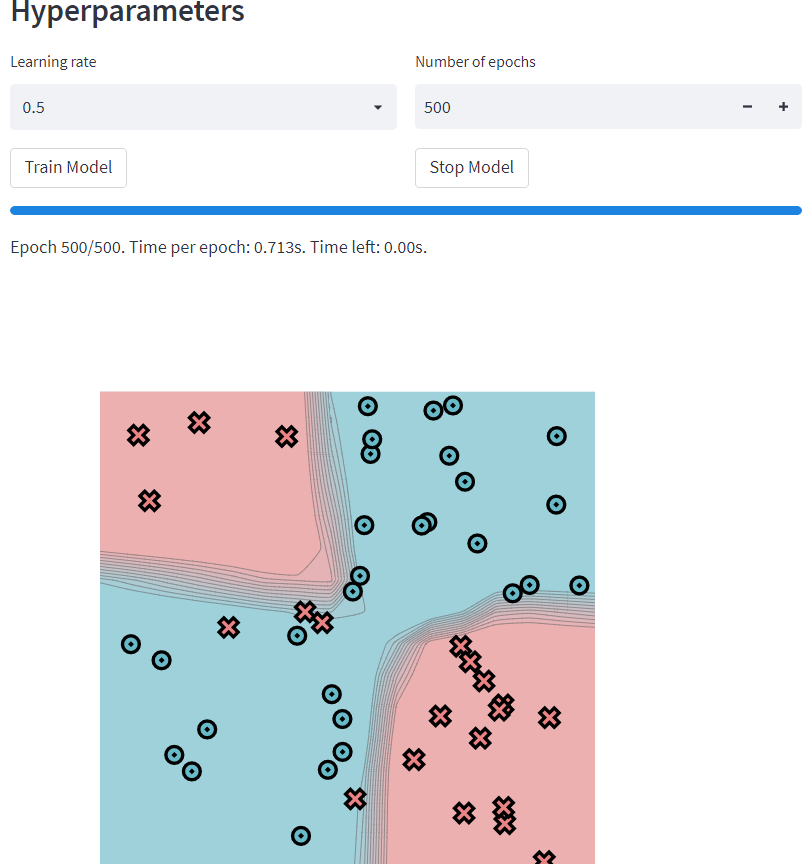 Hyperparameters
Learning rate
Number of epochs
0.5
500
Train Model
Stop Model
Epoch 500/500. Time per epoch: 0.713s. Time left: 0.00s.